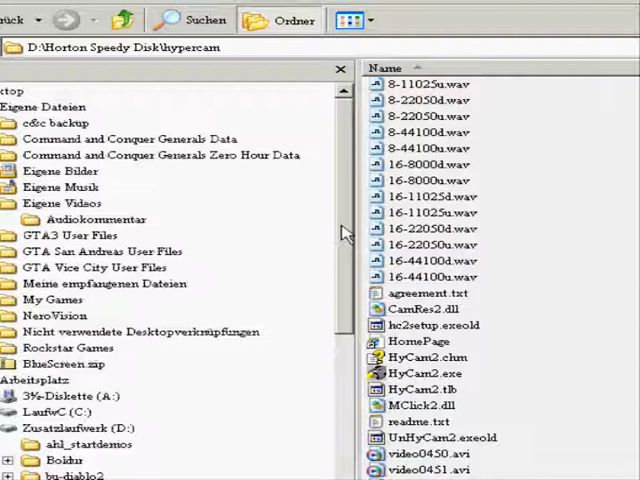 rück
Suchen
Ordner
D:\Horton Speedy Disk\hypercam
ktop
Eigene Dateien
c&c backup
Command and Conquer Generals Data
Command and Conquer Generals Zero Hour Data
Eigene Bilder
Eigene Musik
Eigene Videos
Audiokommentar
GTA3 User Files
GTA San Andreas User Files
GTA Vice City User Files
Meine empfangenen Dateien
My Games
NeroVision
Nicht verwendete Desktopverknüpfungen
Rockstar Games
BlueScreen.zip
Arbeitsplatz
3½-Diskette (A:)
LaufwC (C:)
Zusatzlaufwerk (D:)
ahl_startdemos
Boldur
bu-diablo2
Name
8-11025u.wav
8-22050d.wav
8-22050u.wav
8-44100d.wav
8-44100u.wav
16-8000d.wav
16-8000u.wav
16-11025d.wav
16-11025u.wav
16-22050d.wav
16-22050u.wav
16-44100d.wav
16-44100u.wav
agreement.txt
CamRes2.dll
hc2setup.exeold
HomePage
HyCam2.chm
HyCam2.exe
HyCam2.tlb
MClick2.dll
readme.txt
UnHyCam2.exeold
video0450.avi
video0451.avi